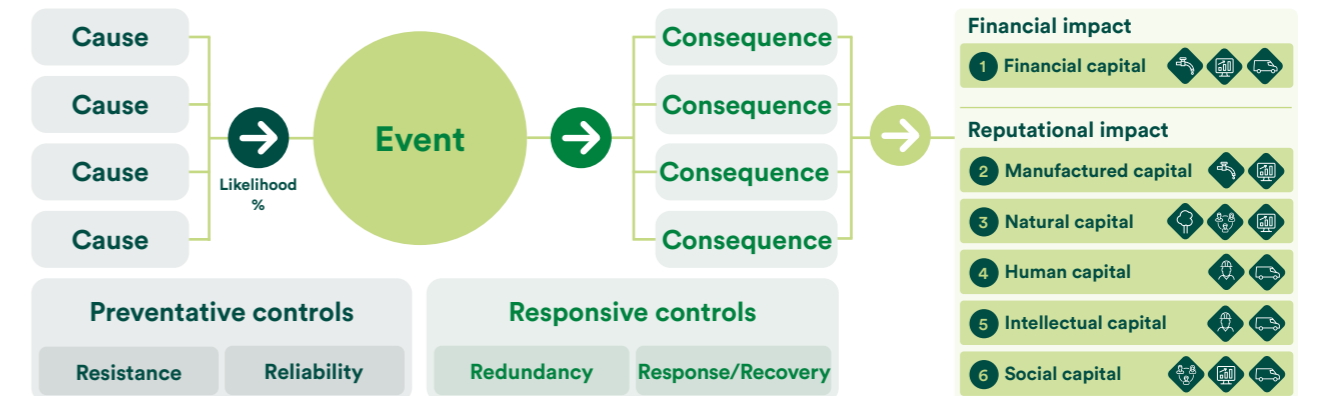 Cause
Cause
Cause
Cause
Likelihood
%
Event
Consequence
Consequence
Consequence
Consequence
Preventative controls
Resistance
Reliability
Responsive controls
Redundancy
Response/Recovery
Financial impact
1 Financial capital
Reputational impact
2 Manufactured capital
3 Natural capital
4 Human capital
5 Intellectual capital
6 Social capital